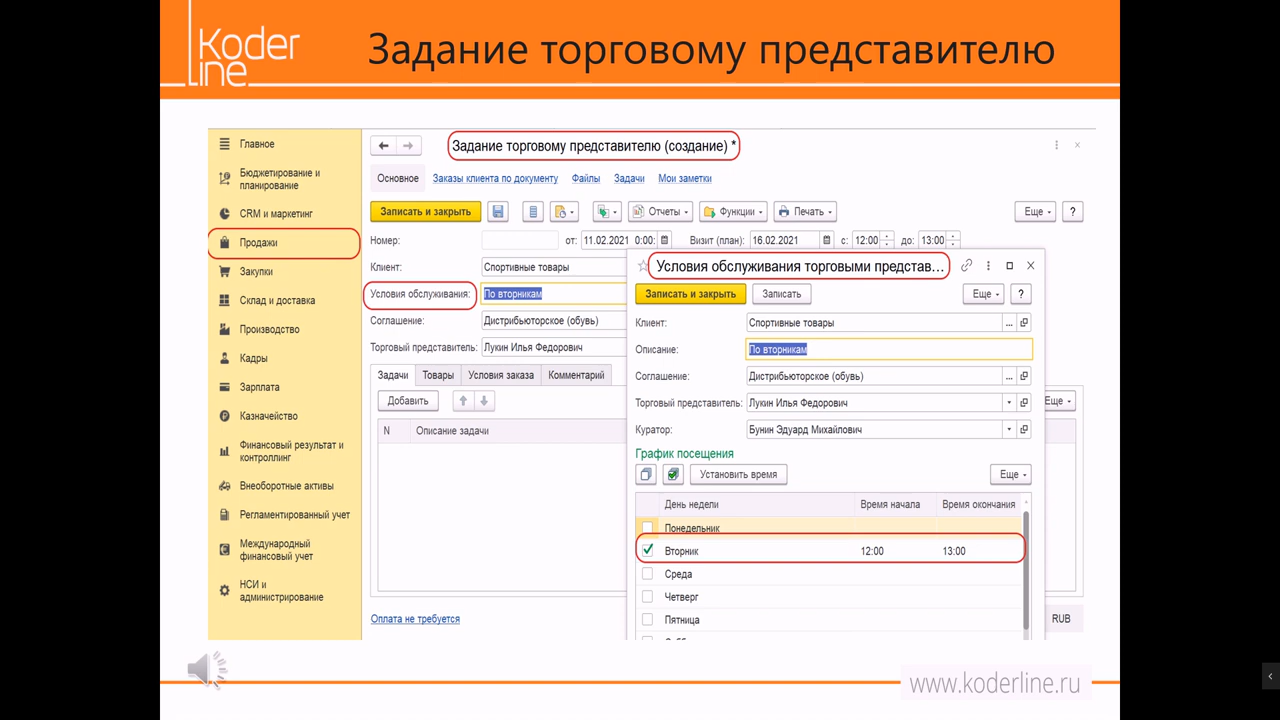 Koder line
Задание торговому представителю
Главное
Бюджетирование и
планирование
CRM и маркетинг
Продажи
Закупки
Склад и доставка
Производство
Кадры
Зарплата
Казначейство
Финансовый результат и
контроллинг
Внеоборотные активы
Регламентированный учет
Международный
финансовый учет
НСИ и
администрирование
Задание торговому представителю (создание) *
Основное Заказы клиента по документу Файлы Задачи Мои заметки
Записать и закрыть Отчеты Функции Печать Еще ?
Номер: от: 11.02.2021 0:00: Визит (план): 16.02.2021 с: 12:00 до: 13:00
Клиент: Спортивные товары
Условия обслуживания: По вторникам
Соглашение: Дистрибьюторское (обувь)
Торговый представитель: Лукин Илья Федорович
Задачи Товары Условия заказа Комментарий
Добавить Еще
N Описание задачи
Оплата не требуется
RUB
Условия обслуживания торговыми представ...
Записать и закрыть Записать Еще ?
Клиент: Спортивные товары
Описание: По вторникам
Соглашение: Дистрибьюторское (обувь)
Торговый представитель: Лукин Илья Федорович
Куратор: Бунин Эдуард Михайлович
График посещения
Установить время Еще
День недели Время начала Время окончания
Понедельник
Вторник 12:00 13:00
Среда
Четверг
Пятница
www.koderline.ru